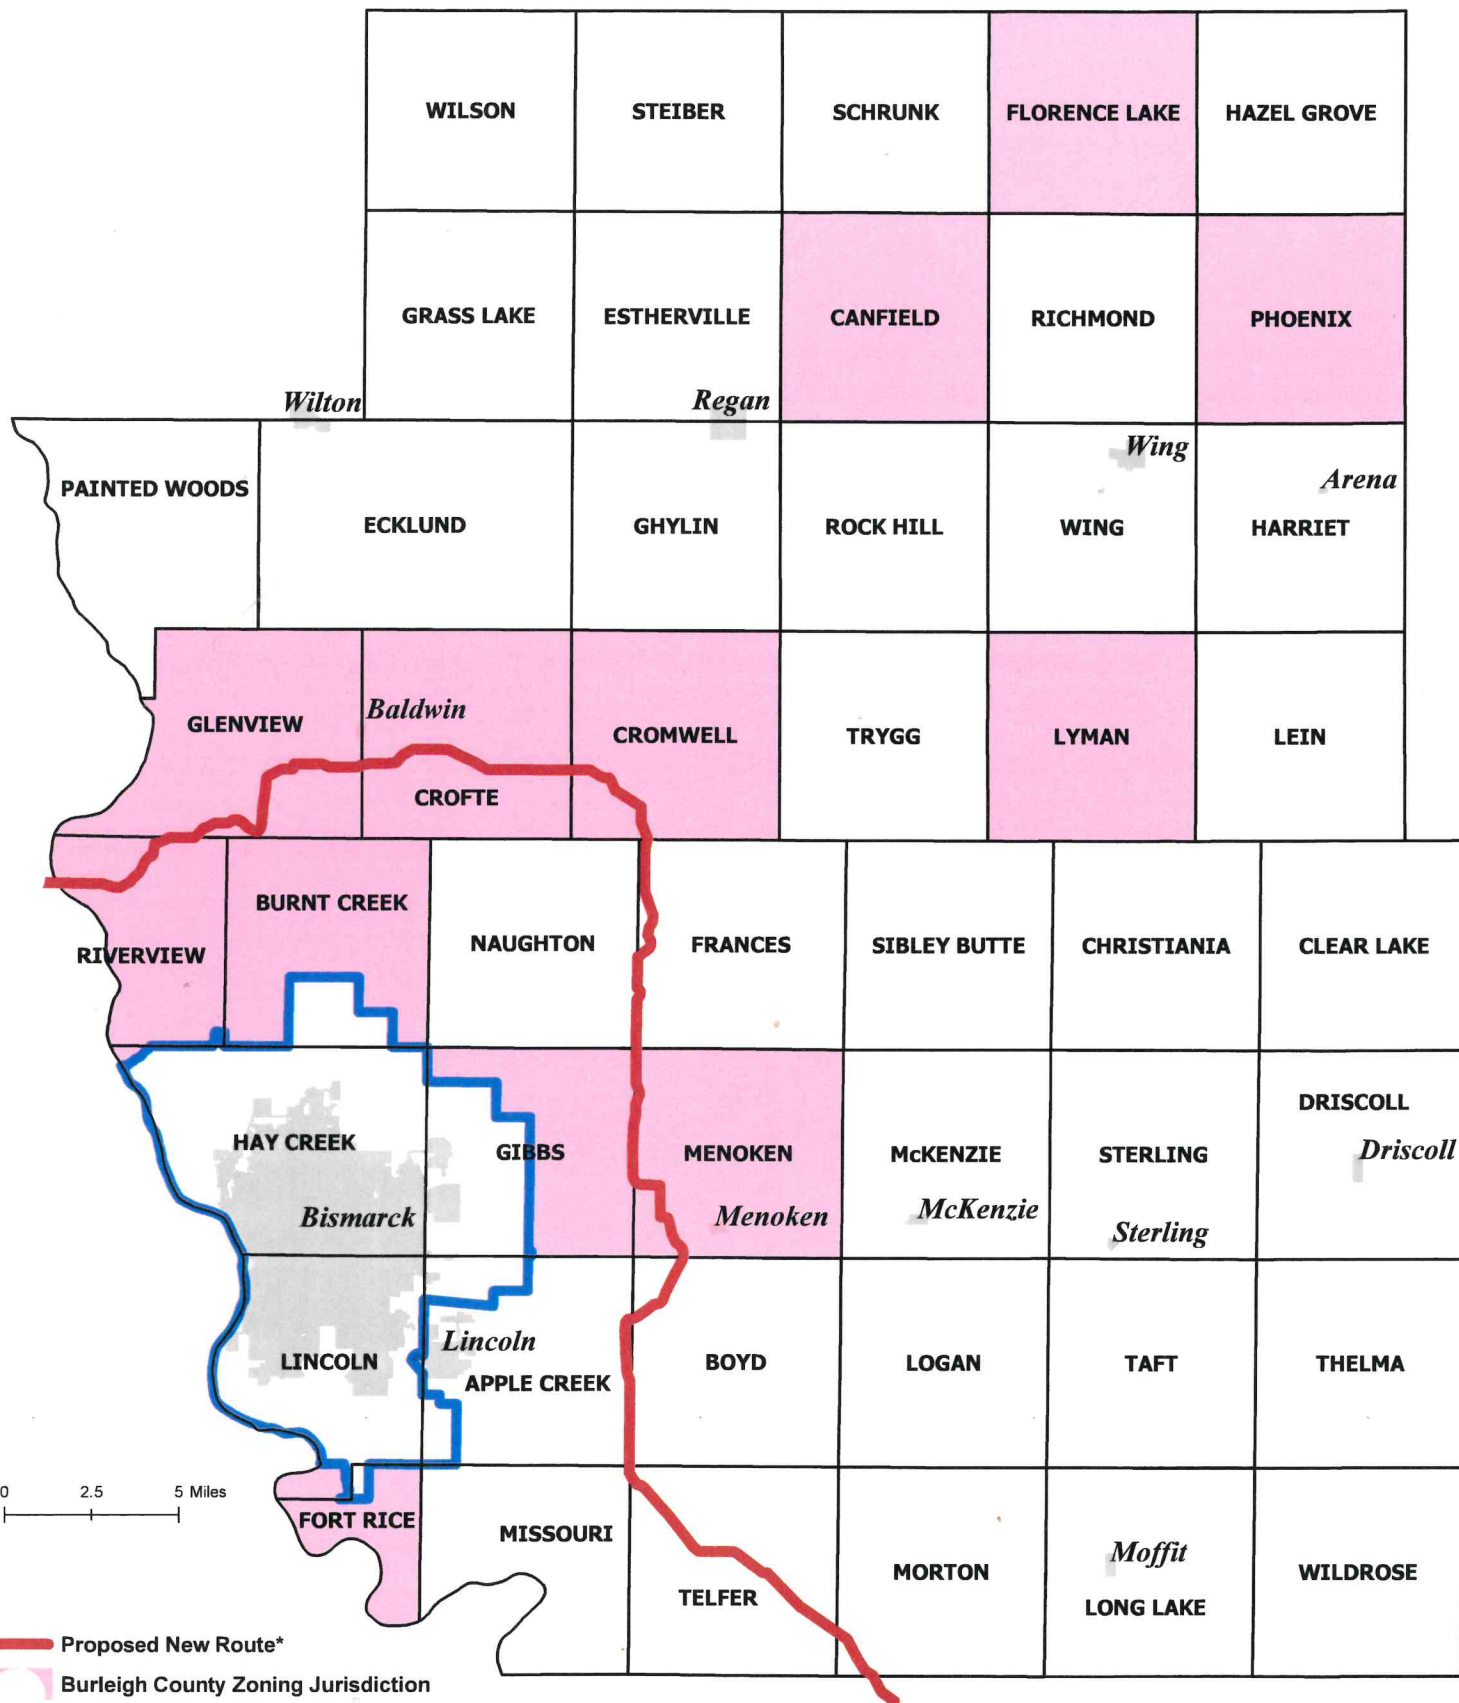 WILSON
STEIBER
SCHRUNK
FLORENCE LAKE
HAZEL GROVE
GRASS LAKE
ESTHERVILLE
CANFIELD
RICHMOND
PHOENIX
Wilton
Regan
Wing
Arena
PAINTED WOODS
ECKLUND
GHYLIN
ROCK HILL
WING
HARRIET
GLENVIEW
Baldwin
CROFTE
CROMWELL
TRYGG
LYMAN
LEIN
RIVERVIEW
BURNT CREEK
NAUGHTON
FRANCES
SIBLEY BUTTE
CHRISTIANIA
CLEAR LAKE
HAY CREEK
Bismarck
GIBBS
MENOKEN
Menoken
McKENZIE
McKenzie
STERLING
Sterling
DRISCOLL
Driscoll
LINCOLN
Lincoln
APPLE CREEK
BOYD
LOGAN
TAFT
THELMA
0 2.5 5 Miles
FORT RICE
MISSOURI
TELFER
MORTON
Moffit
LONG LAKE
WILDROSE
Proposed New Route*
Burleigh County Zoning Jurisdiction